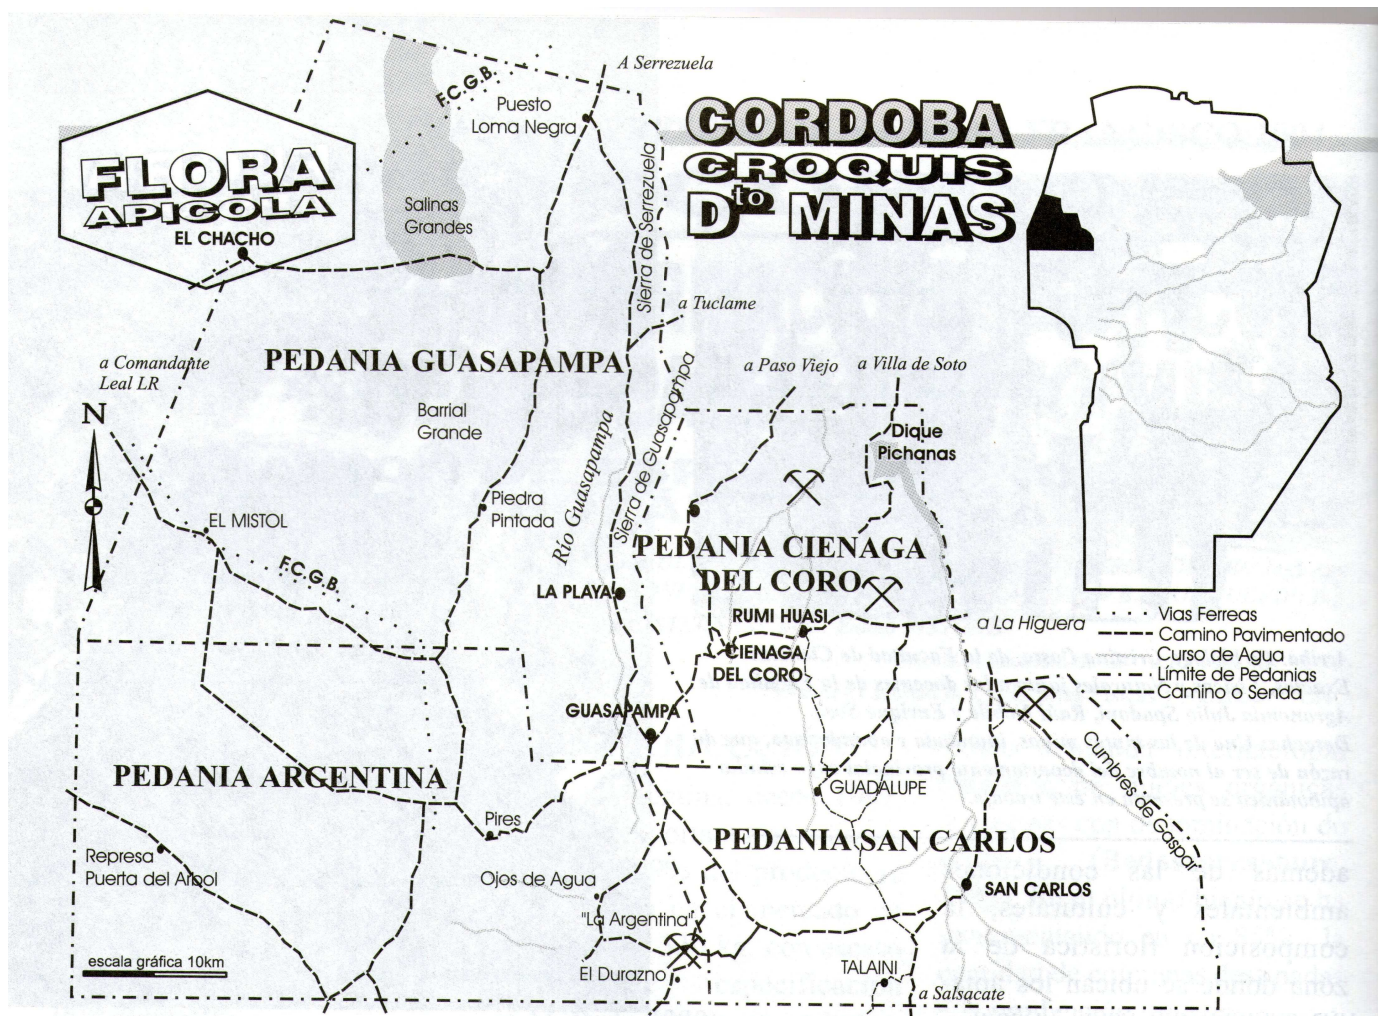 A Serrezuela
F.C.G.B.
Puesto
Loma Negra
CORDOBA
CROQUIS
Dto MINAS
FLORA
APICOLA
EL CHACHO
Salinas
Grandes
Sierra de Serrezuela
a Tuclame
a Comandante
Leal LR
PEDANIA GUASAPAMPA
a Paso Viejo
a Villa de Soto
N
Barrial
Grande
Río Guasapampa
Sierra de Guasapampa
Dique
Pichanas
Piedra
Pintada
EL MISTOL
F.C.G.B.
PEDANIA CIENAGA
DEL CORO
LA PLAYA
RUMI HUASI
a La Higuera
CIENAGA
DEL CORO
Vias Ferreas
Camino Pavimentado
Curso de Agua
Límite de Pedanias
Camino o Senda
GUASAPAMPA
PEDANIA ARGENTINA
GUADALUPE
Cumbres de Gaspar
Pires
PEDANIA SAN CARLOS
Represa
Puerta del Arbol
Ojos de Agua
SAN CARLOS
"La Argentina"
escala gráfica 10km
El Durazno
TALAINI
a Salsacate